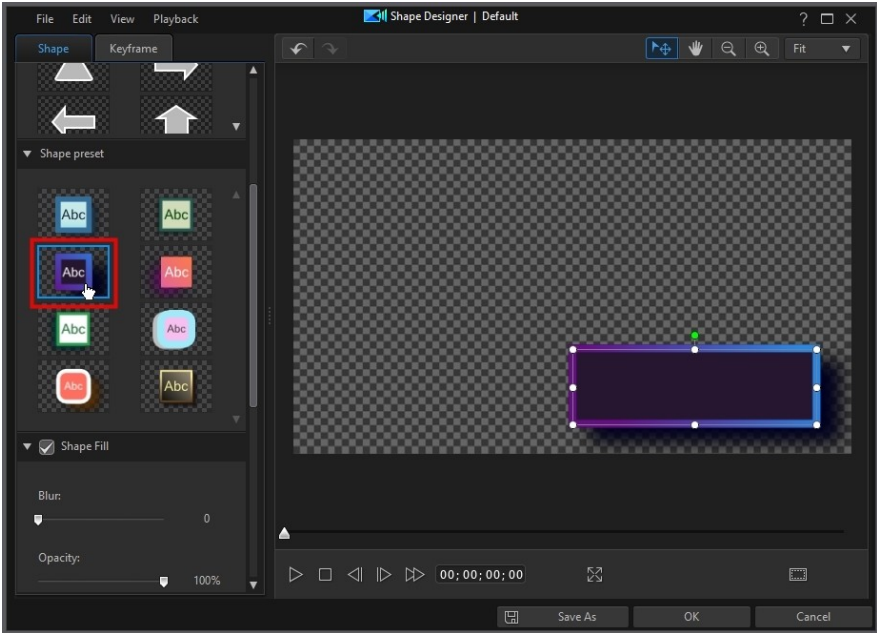 File Edit View Playback
Shape Designer | Default
?
Shape Keyframe
Fit
Shape preset
Abc Abc
Abc Abc
Abc Abc
Abc Abc
Shape Fill
Blur:
0
Opacity:
100%
00;00;00;00
Save As OK Cancel